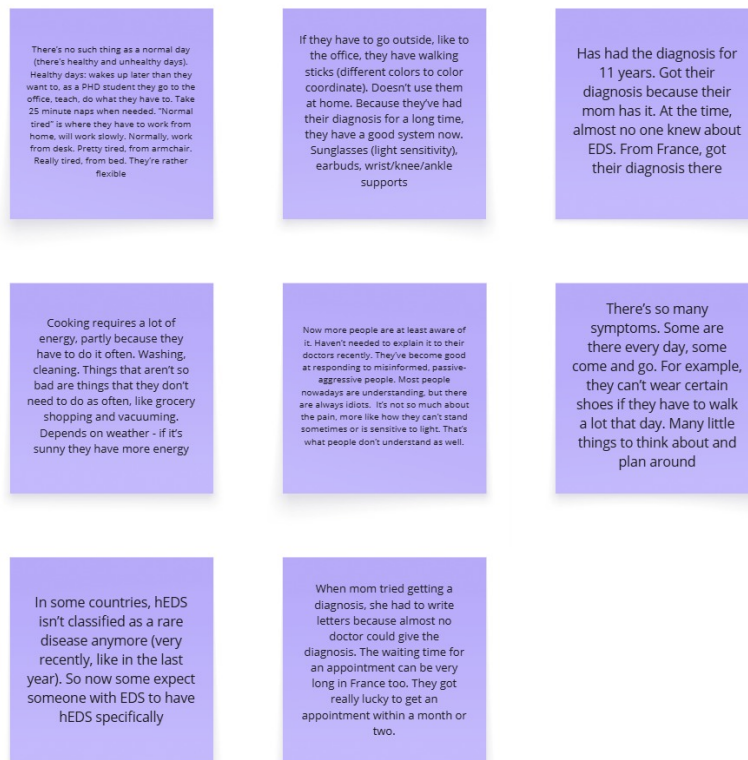 There's no such thing as a normal day
(there's healthy and unhealthy days).
Healthy days: wakes up later than they
want to, as a PHD student they go to the
office, teach, do what they have to. Take
25 minute naps when needed. "Normal
tired" is where they have to work from
home, will work slowly. Normally, work
from desk. Pretty tired, from armchair.
Really tired, from bed. They're rather
flexible
If they have to go outside, like to
the office, they have walking
sticks (different colors to color
coordinate). Doesn't use them
at home. Because they've had
their diagnosis for a long time,
they have a good system now.
Sunglasses (light sensitivity),
earbuds, wrist/knee/ankle
supports
Has had the diagnosis for
11 years. Got their
diagnosis because their
mom has it. At the time,
almost no one knew about
EDS. From France, got
their diagnosis there
Cooking requires a lot of
energy, partly because they
have to do it often. Washing,
cleaning. Things that aren't so
bad are things that they don't
need to do as often, like grocery
shopping and vacuuming.
Depends on weather - if it's
sunny they have more energy
Now more people are at least aware of
it. Haven't needed to explain it to their
doctors recently. They've become good
at responding to misinformed, passive-
aggressive people. Most people
nowadays are understanding, but there
are always idiots.  It's not so much about
the pain, more like how they can't stand
sometimes or is sensitive to light. That's
what people don't understand as well.
There's so many
symptoms. Some are
there every day, some
come and go. For example,
they can't wear certain
shoes if they have to walk
a lot that day. Many little
things to think about and
plan around
In some countries, hEDS
isn't classified as a rare
disease anymore (very
recently, like in the last
year). So now some expect
someone with EDS to have
hEDS specifically
When mom tried getting a
diagnosis, she had to write
letters because almost no
doctor could give the
diagnosis. The waiting time for
an appointment can be very
long in France too. They got
really lucky to get an
appointment within a month or
two.